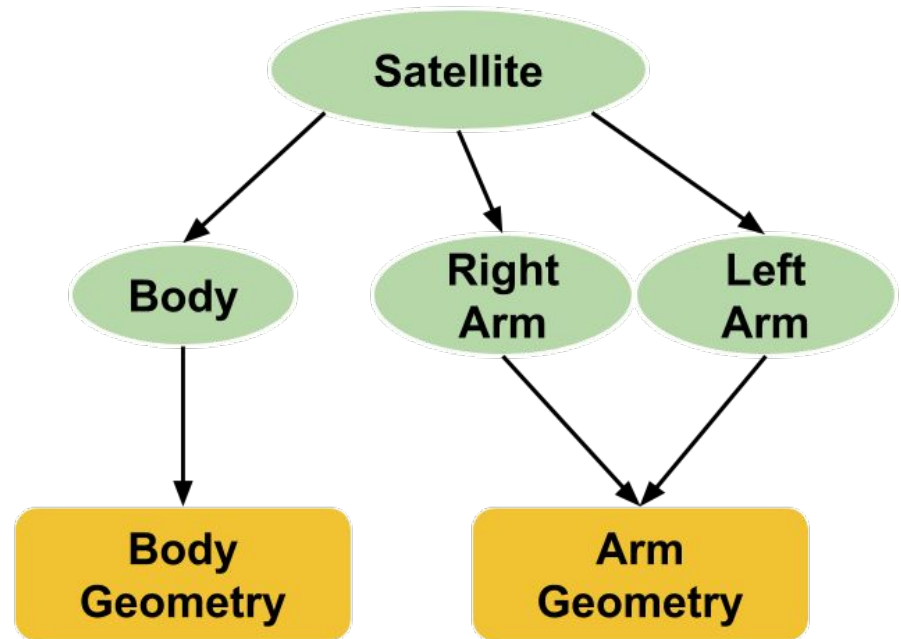 Satellite
Body
Right
Arm
Left
Arm
Body
Geometry
Arm
Geometry